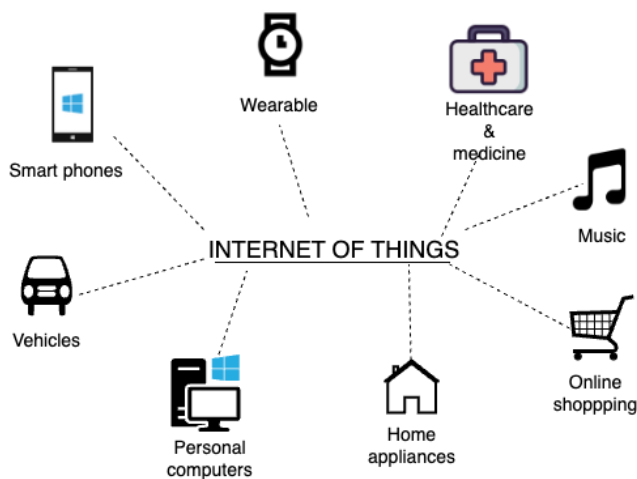 Wearable
Healthcare
&
medicine
Smart phones
Music
INTERNET OF THINGS
Vehicles
Online
shoppping
Personal
computers
Home
appliances